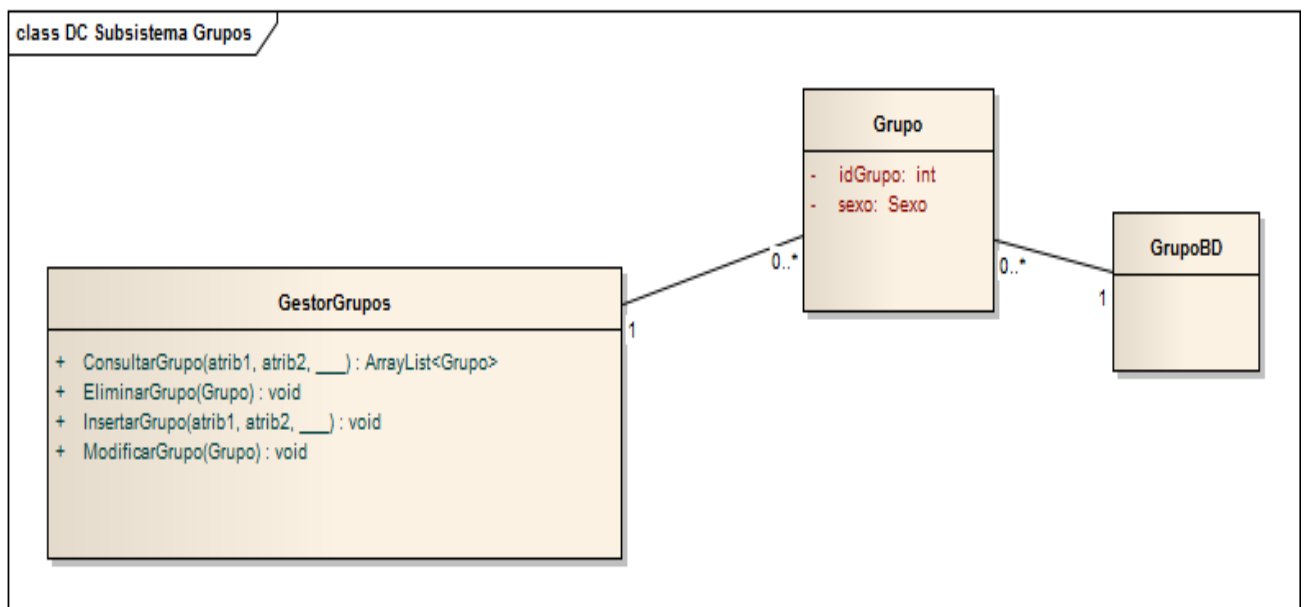 class DC Subsistema Grupos
Grupo
- idGrupo: int
- sexo: Sexo
GrupoBD
0..*
0..*
1
GestorGrupos
1
+ ConsultarGrupo(atrib1, atrib2, ___) : ArrayList<Grupo>
+ EliminarGrupo(Grupo) : void
+ InsertarGrupo(atrib1, atrib2, ___) : void
+ ModificarGrupo(Grupo) : void